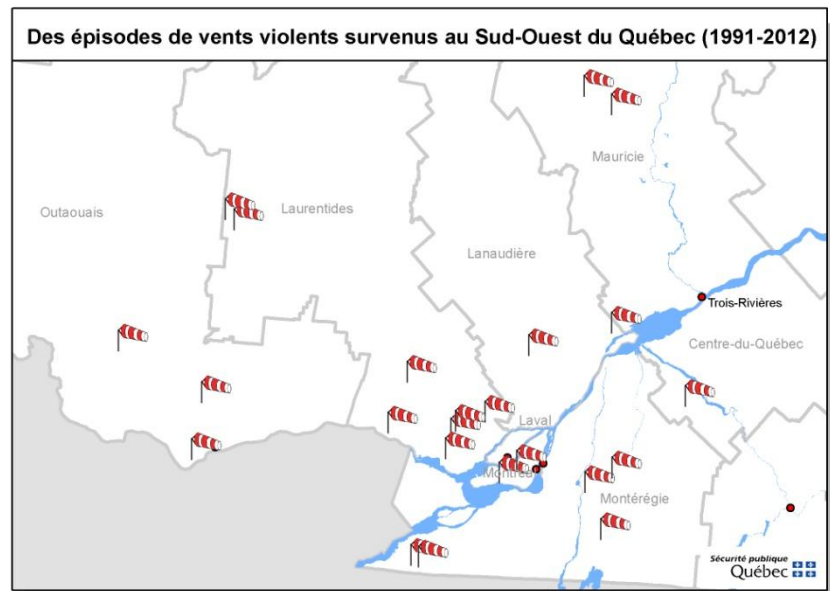 Des épisodes de vents violents survenus au Sud-Ouest du Québec (1991-2012)
Mauricie
Outaouais
Laurentides
Lanaudière
Trois-Rivières
Centre-du-Québec
Laval
Montréal
Montérégie
Sécurité publique
Québec